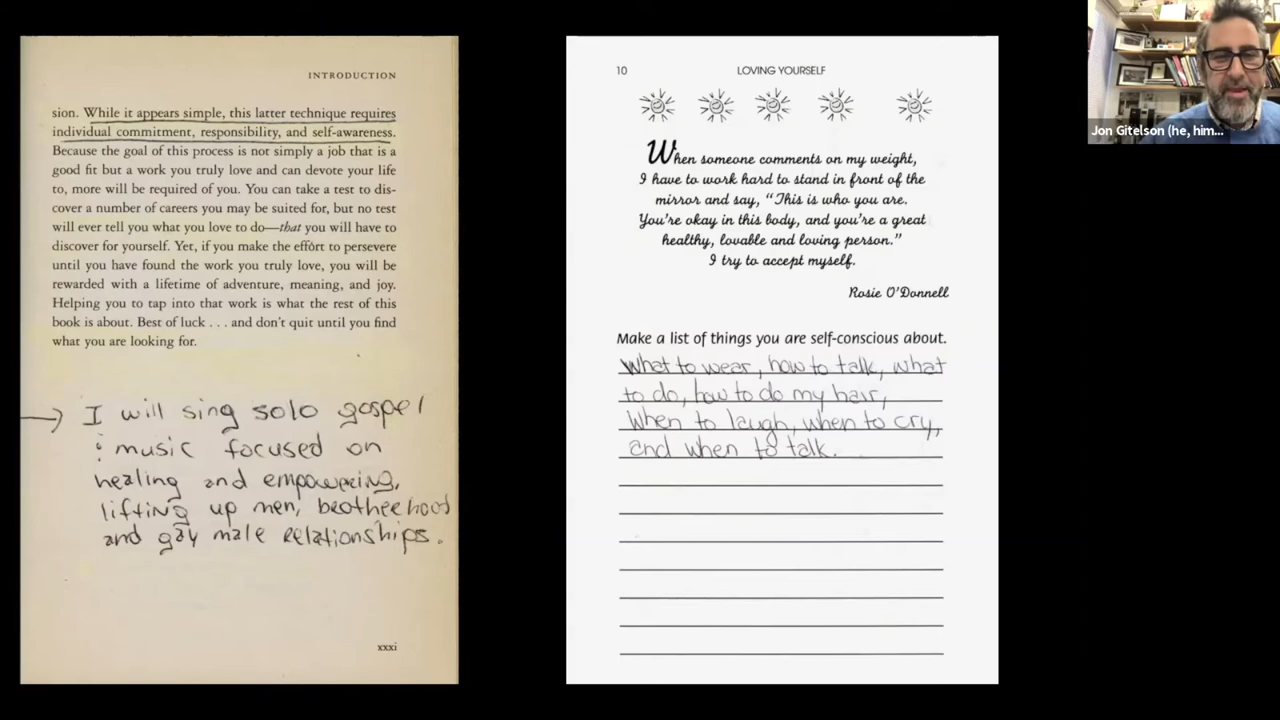 INTRODUCTION
sion. While it appears simple, this latter technique requires
individual commitment, responsibility, and self-awareness.
Because the goal of this process is not simply a job that is a
good fit but a work you truly love and can devote your life
to, more will be required of you. You can take a test to dis-
cover a number of careers you may be suited for, but no test
will ever tell you what you love to do—that you will have to
discover for yourself. Yet, if you make the effort to persevere
until you have found the work you truly love, you will be
rewarded with a lifetime of adventure, meaning, and joy.
Helping you to tap into that work is what the rest of this
book is about. Best of luck . . . and don't quit until you find
what you are looking for.
→ I will sing solo gospel
music focused on
healing and empowering,
lifting up men, brotherhood
and gay male relationships.
xxxi
10 LOVING YOURSELF
When someone comments on my weight,
I have to work hard to stand in front of the
mirror and say, “This is who you are.
You're okay in this body, and you're a great
healthy, lovable and loving person.”
I try to accept myself.
Rosie O'Donnell
Make a list of things you are self-conscious about.
What to wear, how to talk, what
to do, how to do my hair,
When to laugh, when to cry,
and when to talk.
Jon Gitelson (he, him...